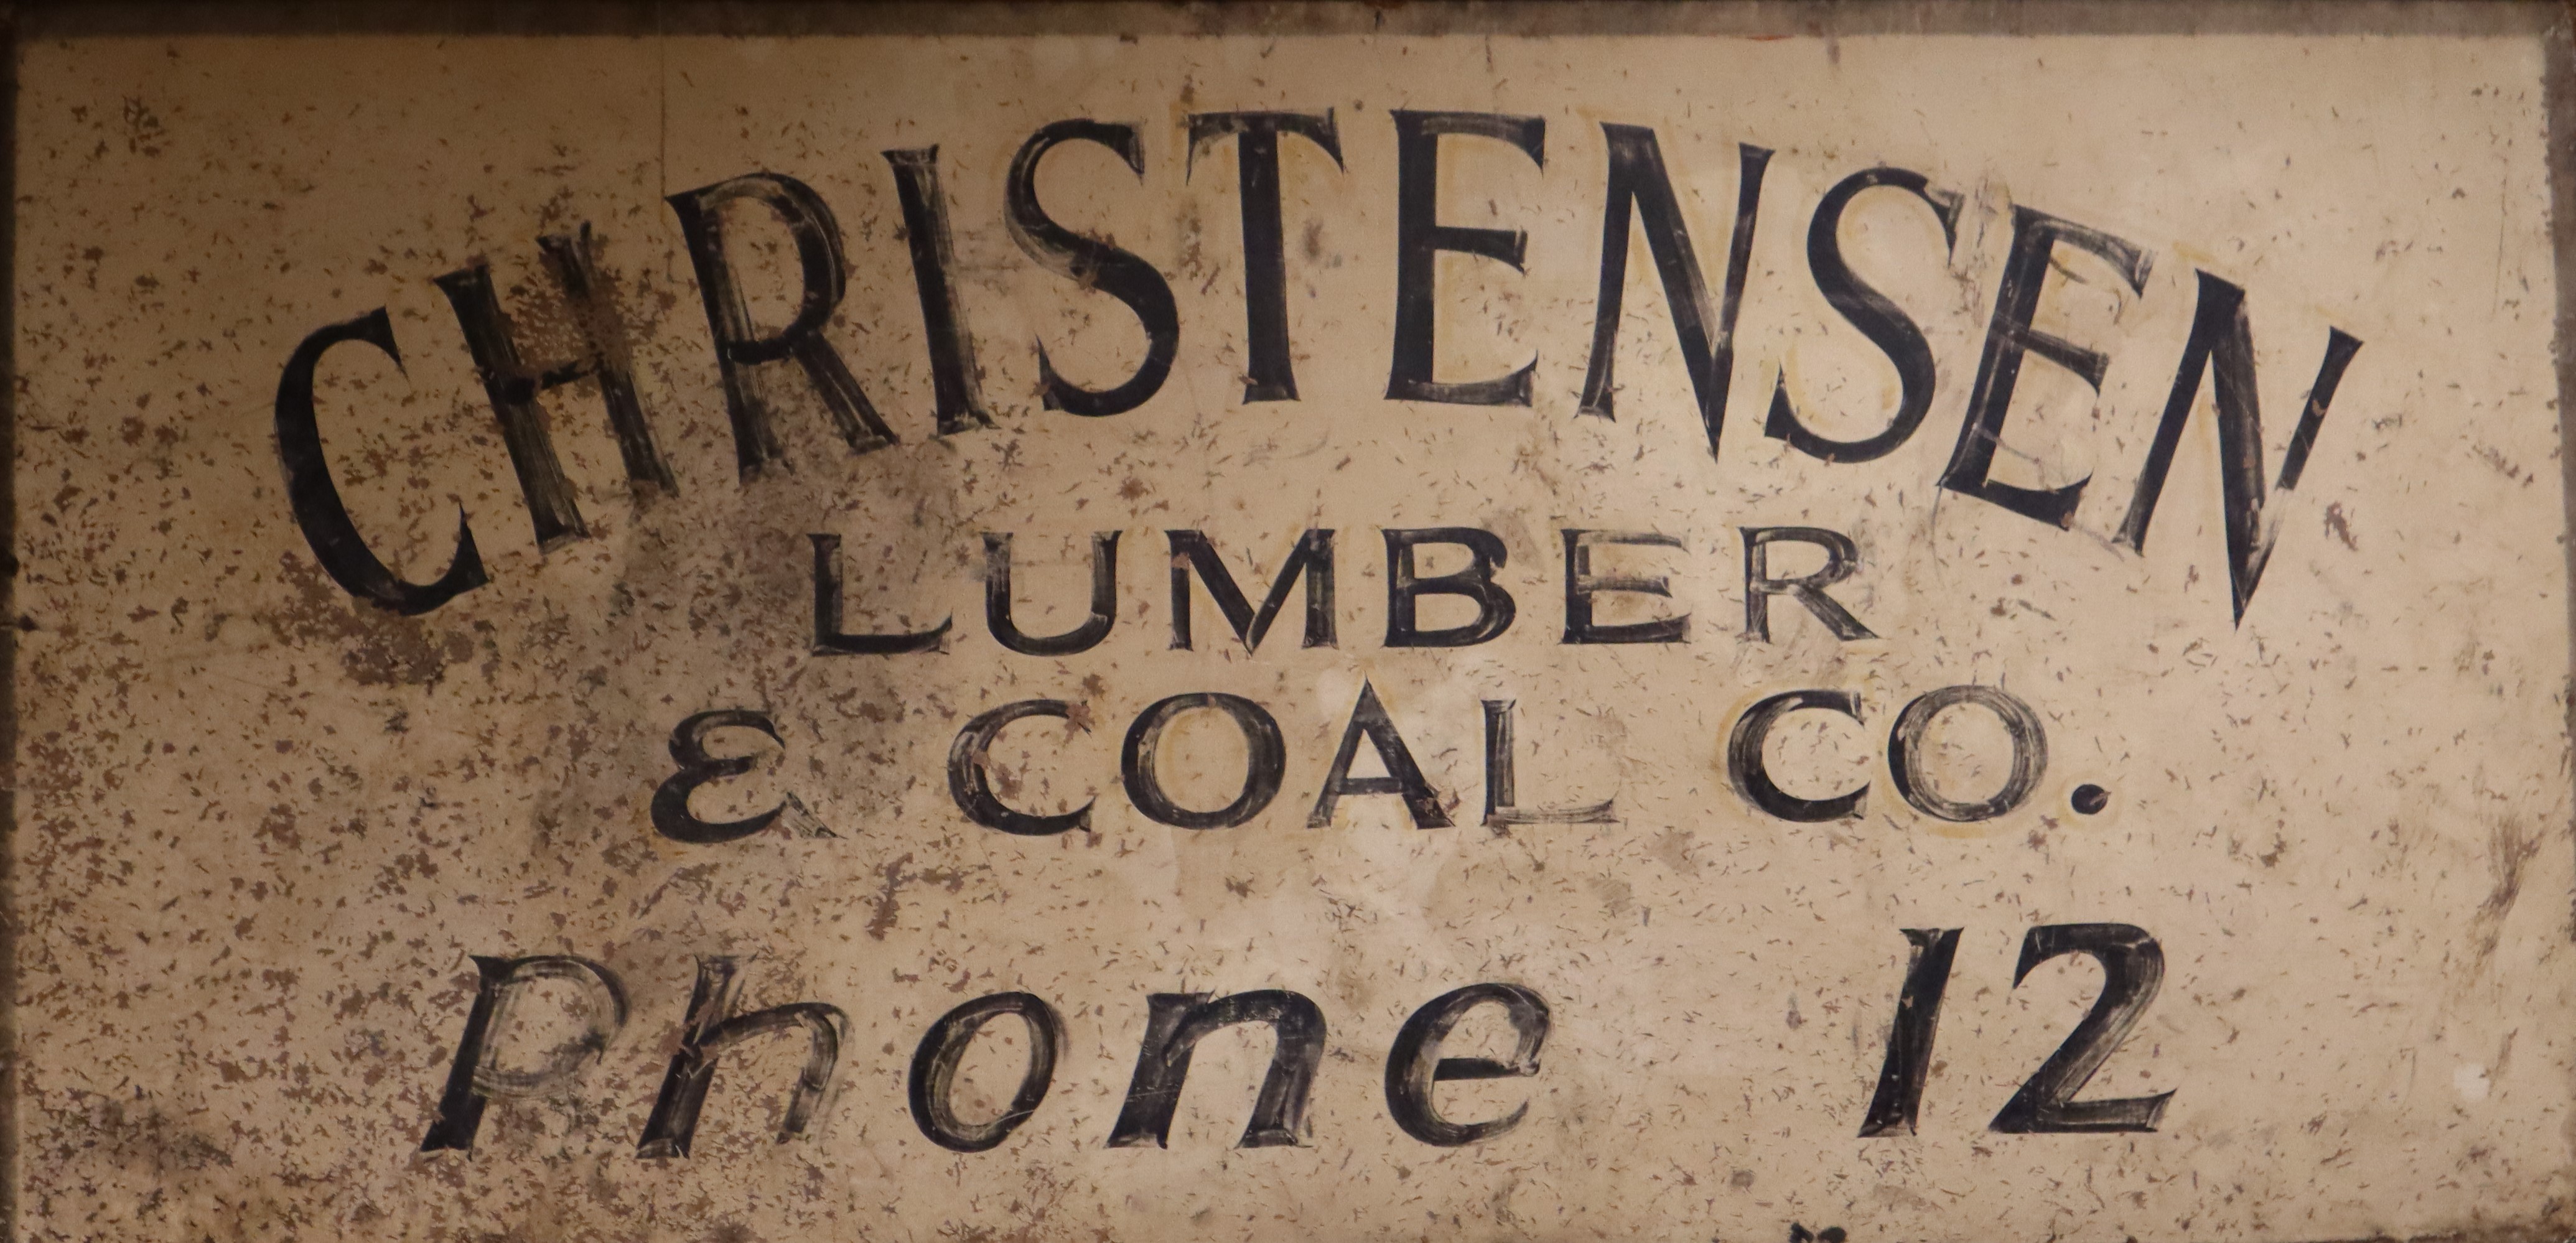 CHRISTENSEN
LUMBER
& COAL CO.
Phone 12